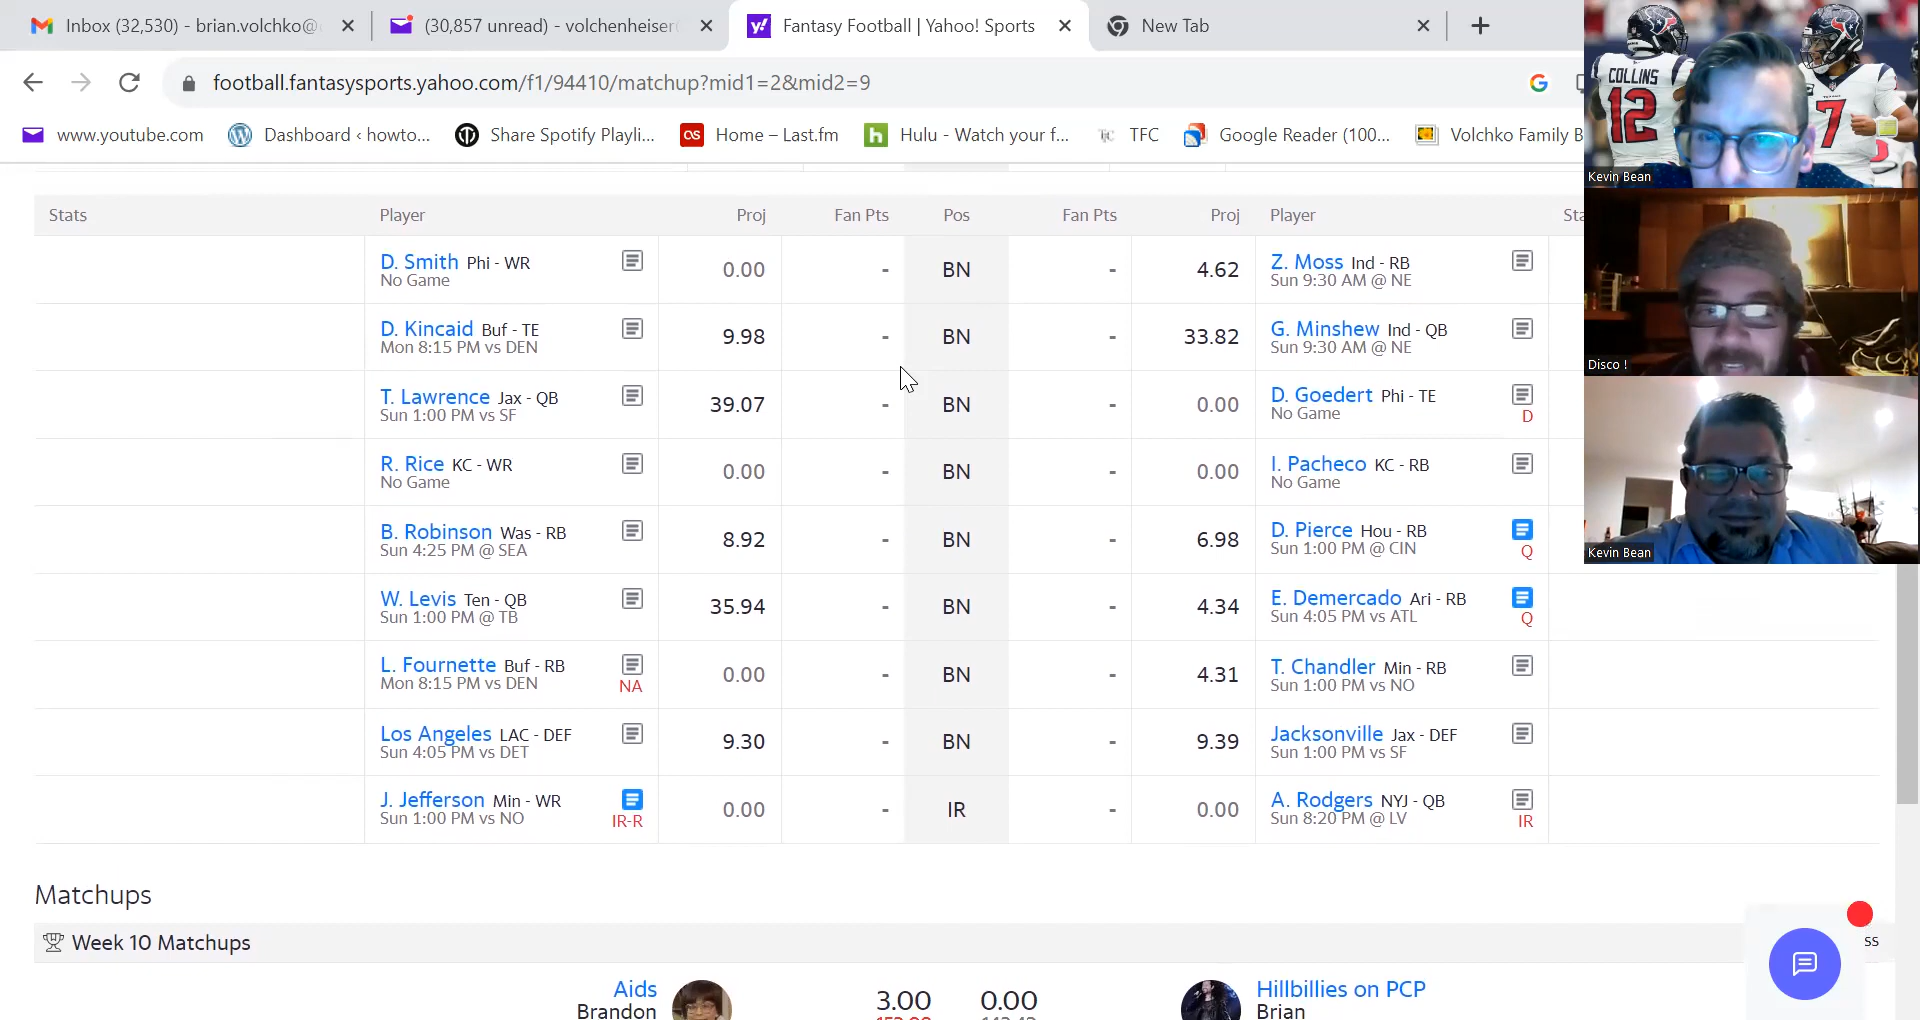 Inbox (32,530) - brian.volchko@
(30,857 unread) - volchenheiser
Fantasy Football | Yahoo! Sports
New Tab
football.fantasysports.yahoo.com/f1/94410/matchup?mid1=2&mid2=9
www.youtube.com
Dashboard ‹ howto...
Share Spotify Playli...
Home – Last.fm
Hulu - Watch your f...
TFC
Google Reader (100...
Volchko Family B
COLLINS
12
7
Kevin Bean
Disco !
Kevin Bean
Stats Player Proj Fan Pts Pos Fan Pts Proj Player Sta
D. Smith Phi - WR 0.00 - BN - 4.62 Z. Moss Ind - RB
No Game Sun 9:30 AM @ NE
D. Kincaid Buf - TE 9.98 - BN - 33.82 G. Minshew Ind - QB
Mon 8:15 PM vs DEN Sun 9:30 AM @ NE
T. Lawrence Jax - QB 39.07 - BN - 0.00 D. Goedert Phi - TE
Sun 1:00 PM vs SF No Game D
R. Rice KC - WR 0.00 - BN - 0.00 I. Pacheco KC - RB
No Game No Game
B. Robinson Was - RB 8.92 - BN - 6.98 D. Pierce Hou - RB
Sun 4:25 PM @ SEA Sun 1:00 PM @ CIN Q
W. Levis Ten - QB 35.94 - BN - 4.34 E. Demercado Ari - RB
Sun 1:00 PM @ TB Sun 4:05 PM vs ATL Q
L. Fournette Buf - RB 0.00 - BN - 4.31 T. Chandler Min - RB
Mon 8:15 PM vs DEN NA Sun 1:00 PM vs NO
Los Angeles LAC - DEF 9.30 - BN - 9.39 Jacksonville Jax - DEF
Sun 4:05 PM vs DET Sun 1:00 PM vs SF
J. Jefferson Min - WR 0.00 - IR - 0.00 A. Rodgers NYJ - QB
Sun 1:00 PM vs NO IR-R Sun 8:20 PM @ LV IR
Matchups
Week 10 Matchups
ss
Aids 3.00 0.00 Hillbillies on PCP
Brandon Brian